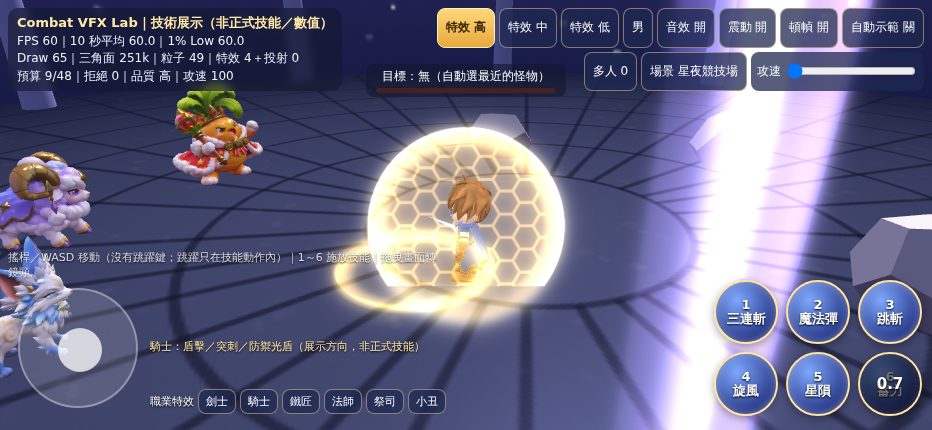 Combat VFX Lab｜技術展示（非正式技能／數值）
FPS 60｜10 秒平均 60.0｜1% Low 60.0
Draw 65｜三角面 251k｜粒子 49｜特效 4＋投射 0
預算 9/48｜拒絕 0｜品質 高｜攻速 100
特效 高
特效 中
特效 低
男
音效 開
震動 開
頓幀 開
自動示範 關
多人 0
場景 星夜競技場
攻速
目標：無（自動選最近的怪物）
搖桿／WASD 移動（沒有跳躍鍵；跳躍只在技能動作內）｜1～6 施放技能｜拖曳畫面轉
鏡頭
騎士：盾擊／突刺／防禦光盾（展示方向，非正式技能）
職業特效
劍士
騎士
鐵匠
法師
祭司
小丑
1
三連斬
2
魔法彈
3
跳斬
4
旋風
5
星隕
0.7